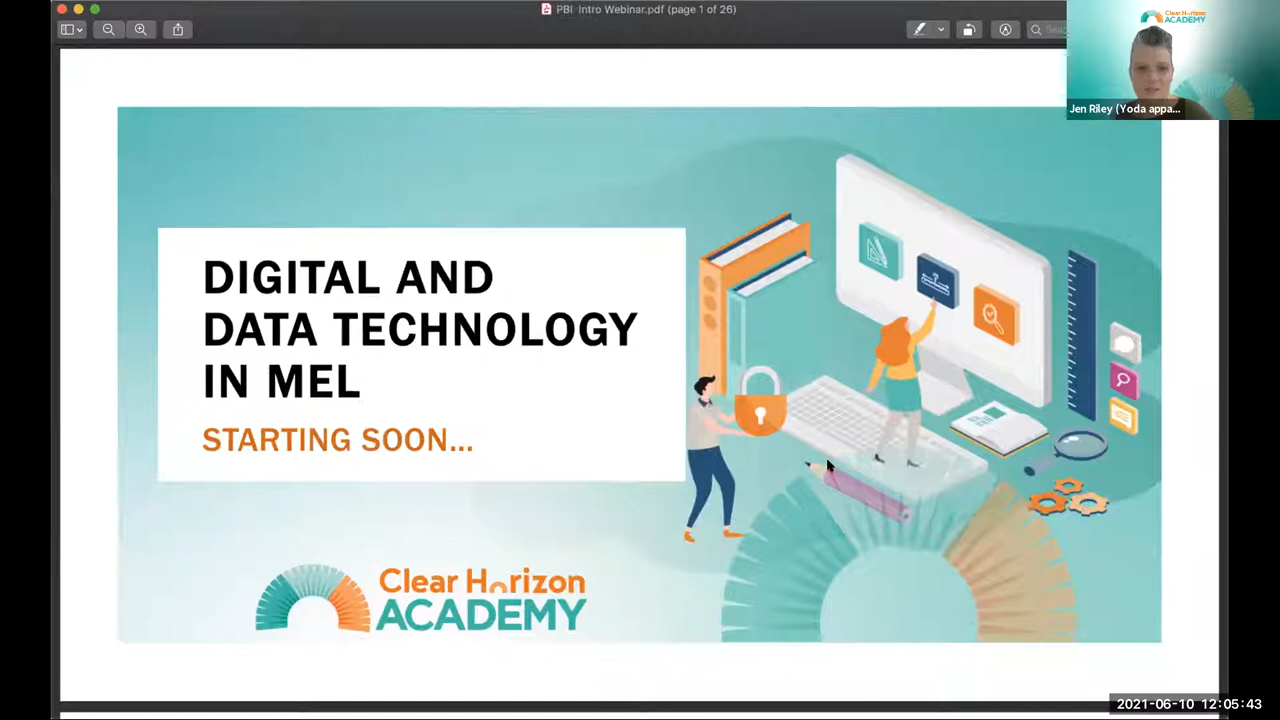 PBI Intro Webinar.pdf (page 1 of 26)
Clear Horizon
ACADEMY
Jen Riley (Yoda appa...
DIGITAL AND
DATA TECHNOLOGY
IN MEL
STARTING SOON...
Clear Horizon
ACADEMY
2021-06-10 12:05:43